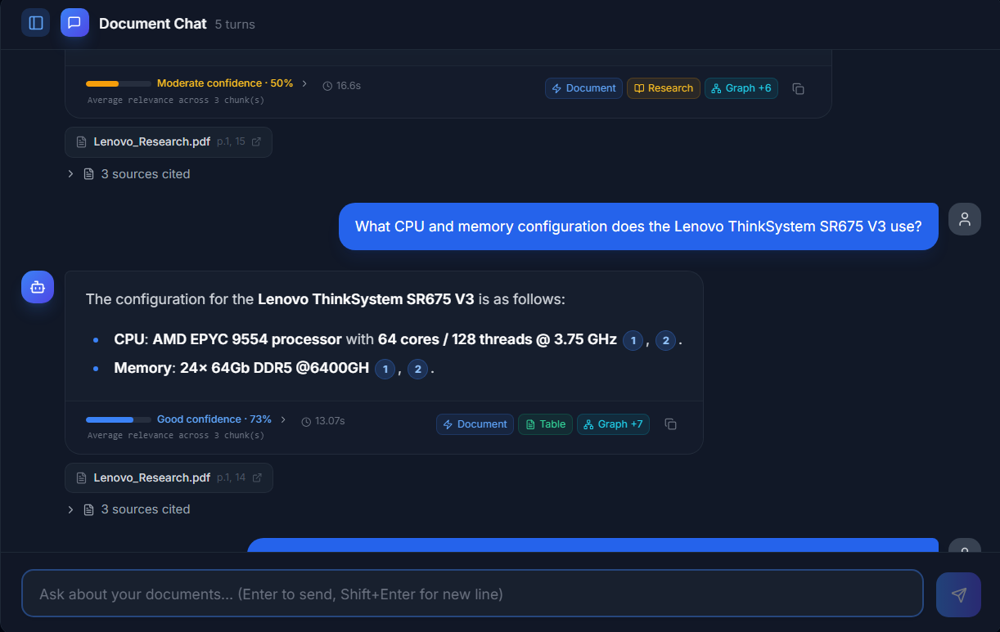 Document Chat 5 turns
Moderate confidence · 50% 16.6s Document Research Graph +6
Average relevance across 3 chunk(s)
Lenovo_Research.pdf p.1, 15
3 sources cited
What CPU and memory configuration does the Lenovo ThinkSystem SR675 V3 use?
The configuration for the Lenovo ThinkSystem SR675 V3 is as follows:
• CPU: AMD EPYC 9554 processor with 64 cores / 128 threads @ 3.75 GHz 1 , 2 .
• Memory: 24× 64Gb DDR5 @6400GH 1 , 2 .
Good confidence · 73% 13.07s Document Table Graph +7
Average relevance across 3 chunk(s)
Lenovo_Research.pdf p.1, 14
3 sources cited
Ask about your documents... (Enter to send, Shift+Enter for new line)